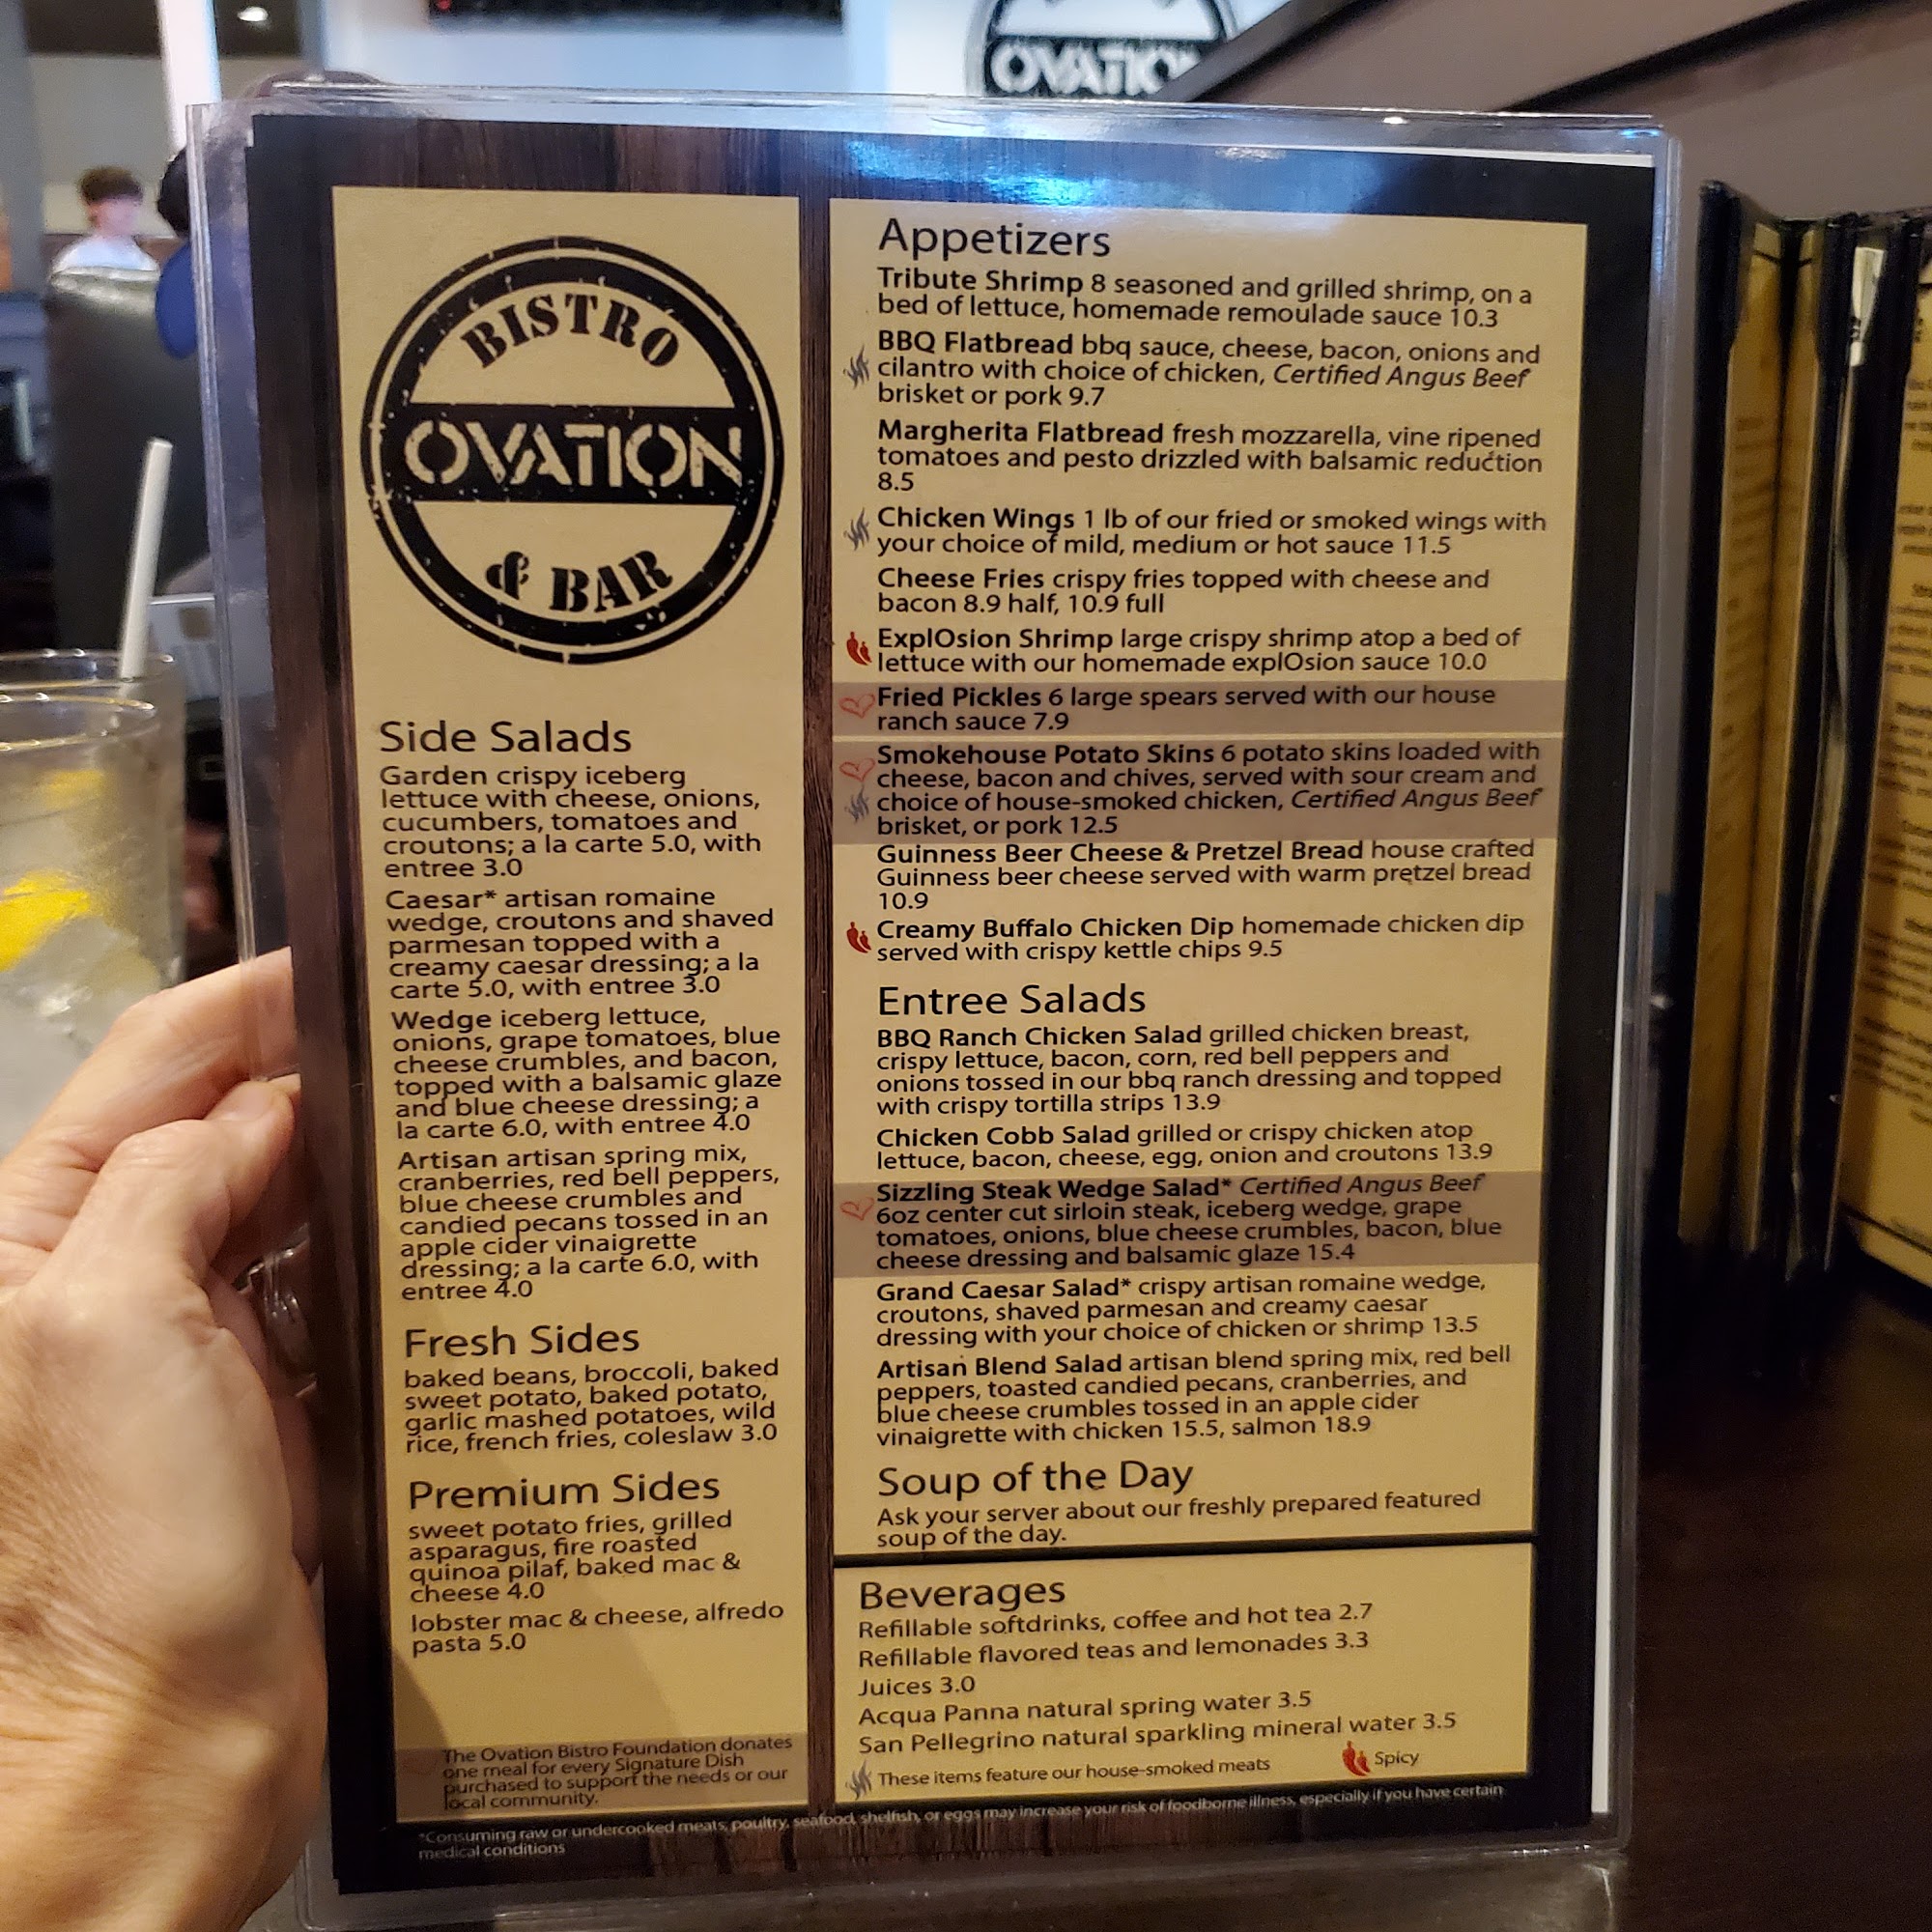 OVATION
BISTRO
OVATION
& BAR
Side Salads
Garden crispy iceberg
lettuce with cheese, onions,
cucumbers, tomatoes and
croutons; a la carte 5.0, with
entree 3.0
Caesar* artisan romaine
wedge, croutons and shaved
parmesan topped with a
creamy caesar dressing; a la
carte 5.0, with entree 3.0
Wedge iceberg lettuce,
onions, grape tomatoes, blue
cheese crumbles, and bacon,
topped with a balsamic glaze
and blue cheese dressing; a
la carte 6.0, with entree 4.0
Artisan artisan spring mix,
cranberries, red bell peppers,
blue cheese crumbles and
candied pecans tossed in an
apple cider vinaigrette
dressing; a la carte 6.0, with
entree 4.0
Fresh Sides
baked beans, broccoli, baked
sweet potato, baked potato,
garlic mashed potatoes, wild
rice, french fries, coleslaw 3.0
Premium Sides
sweet potato fries, grilled
asparagus, fire roasted
quinoa pilaf, baked mac &
cheese 4.0
lobster mac & cheese, alfredo
pasta 5.0
The Ovation Bistro Foundation donates
one meal for every Signature Dish
purchased to support the needs or our
local community.
Appetizers
Tribute Shrimp 8 seasoned and grilled shrimp, on a
bed of lettuce, homemade remoulade sauce 10.3
BBQ Flatbread bbq sauce, cheese, bacon, onions and
cilantro with choice of chicken, Certified Angus Beef
brisket or pork 9.7
Margherita Flatbread fresh mozzarella, vine ripened
tomatoes and pesto drizzled with balsamic reduction
8.5
Chicken Wings 1 lb of our fried or smoked wings with
your choice of mild, medium or hot sauce 11.5
Cheese Fries crispy fries topped with cheese and
bacon 8.9 half, 10.9 full
ExplOsion Shrimp large crispy shrimp atop a bed of
lettuce with our homemade explOsion sauce 10.0
Fried Pickles 6 large spears served with our house
ranch sauce 7.9
Smokehouse Potato Skins 6 potato skins loaded with
cheese, bacon and chives, served with sour cream and
choice of house-smoked chicken, Certified Angus Beef
brisket, or pork 12.5
Guinness Beer Cheese & Pretzel Bread house crafted
Guinness beer cheese served with warm pretzel bread
10.9
Creamy Buffalo Chicken Dip homemade chicken dip
served with crispy kettle chips 9.5
Entree Salads
BBQ Ranch Chicken Salad grilled chicken breast,
crispy lettuce, bacon, corn, red bell peppers and
onions tossed in our bbq ranch dressing and topped
with crispy tortilla strips 13.9
Chicken Cobb Salad grilled or crispy chicken atop
lettuce, bacon, cheese, egg, onion and croutons 13.9
Sizzling Steak Wedge Salad* Certified Angus Beef
6oz center cut sirloin steak, iceberg wedge, grape
tomatoes, onions, blue cheese crumbles, bacon, blue
cheese dressing and balsamic glaze 15.4
Grand Caesar Salad* crispy artisan romaine wedge,
croutons, shaved parmesan and creamy caesar
dressing with your choice of chicken or shrimp 13.5
Artisan Blend Salad artisan blend spring mix, red bell
peppers, toasted candied pecans, cranberries, and
blue cheese crumbles tossed in an apple cider
vinaigrette with chicken 15.5, salmon 18.9
Soup of the Day
Ask your server about our freshly prepared featured
soup of the day.
Beverages
Refillable softdrinks, coffee and hot tea 2.7
Refillable flavored teas and lemonades 3.3
Juices 3.0
Acqua Panna natural spring water 3.5
San Pellegrino natural sparkling mineral water 3.5
These items feature our house-smoked meats
Spicy
*Consuming raw or undercooked meats, poultry, seafood, shelfish, or eggs may increase your risk of foodborne illness, especially if you have certain
medical conditions